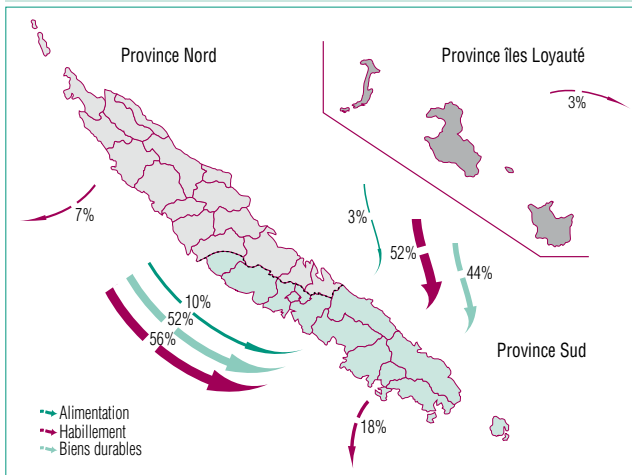 Province Nord
Province îles Loyauté
3%
7%
3%
52%
44%
10%
52%
56%
Province Sud
18%
Alimentation
Habillement
Biens durables